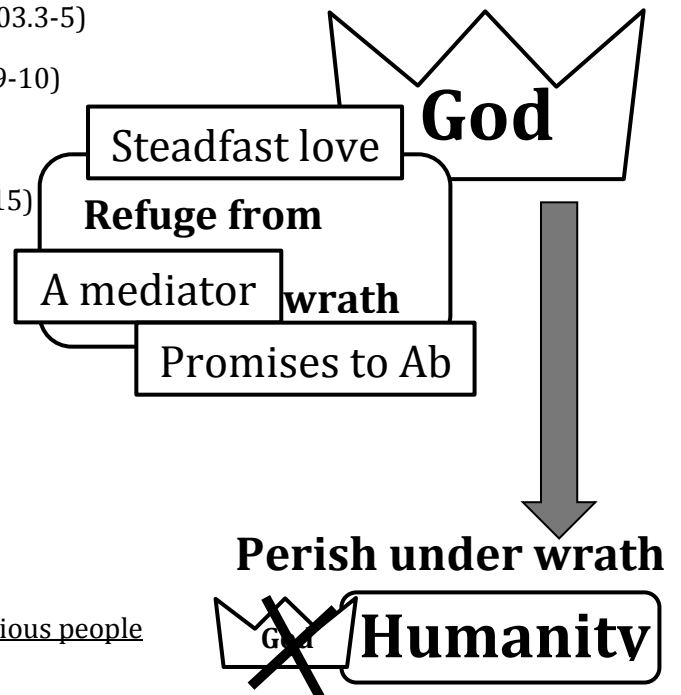 03.3-5)
9-10)
God
Steadfast love
15)
Refuge from
A mediator
wrath
Promises to Ab
Perish under wrath
ious people
God
Humanity